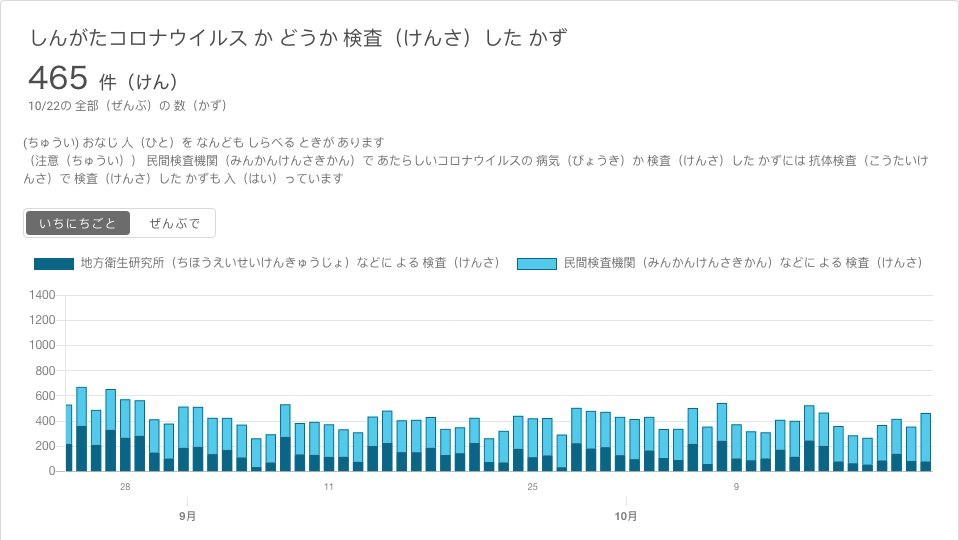 しんがたコロナウイルス か どうか 検査（けんさ）した かず
465 件（けん）
10/22の 全部（ぜんぶ）の 数（かず）
(ちゅうい) おなじ 人（ひと）を なんども しらべる ときが あります
（注意（ちゅうい）） 民間検査機関（みんかんけんさきかん）で あたらしいコロナウイルスの 病気（びょうき）か 検査（けんさ）した かずには 抗体検査（こうたいけ
んさ）で 検査（けんさ）した かずも 入（はい）っています
いちにちごと ぜんぶで
地方衛生研究所（ちほうえいせいけんきゅうじょ）などに よる 検査（けんさ） 民間検査機関（みんかんけんさきかん）などに よる 検査（けんさ）
1400
1200
1000
800
600
400
200
0
28 11 25 9
9月 10月